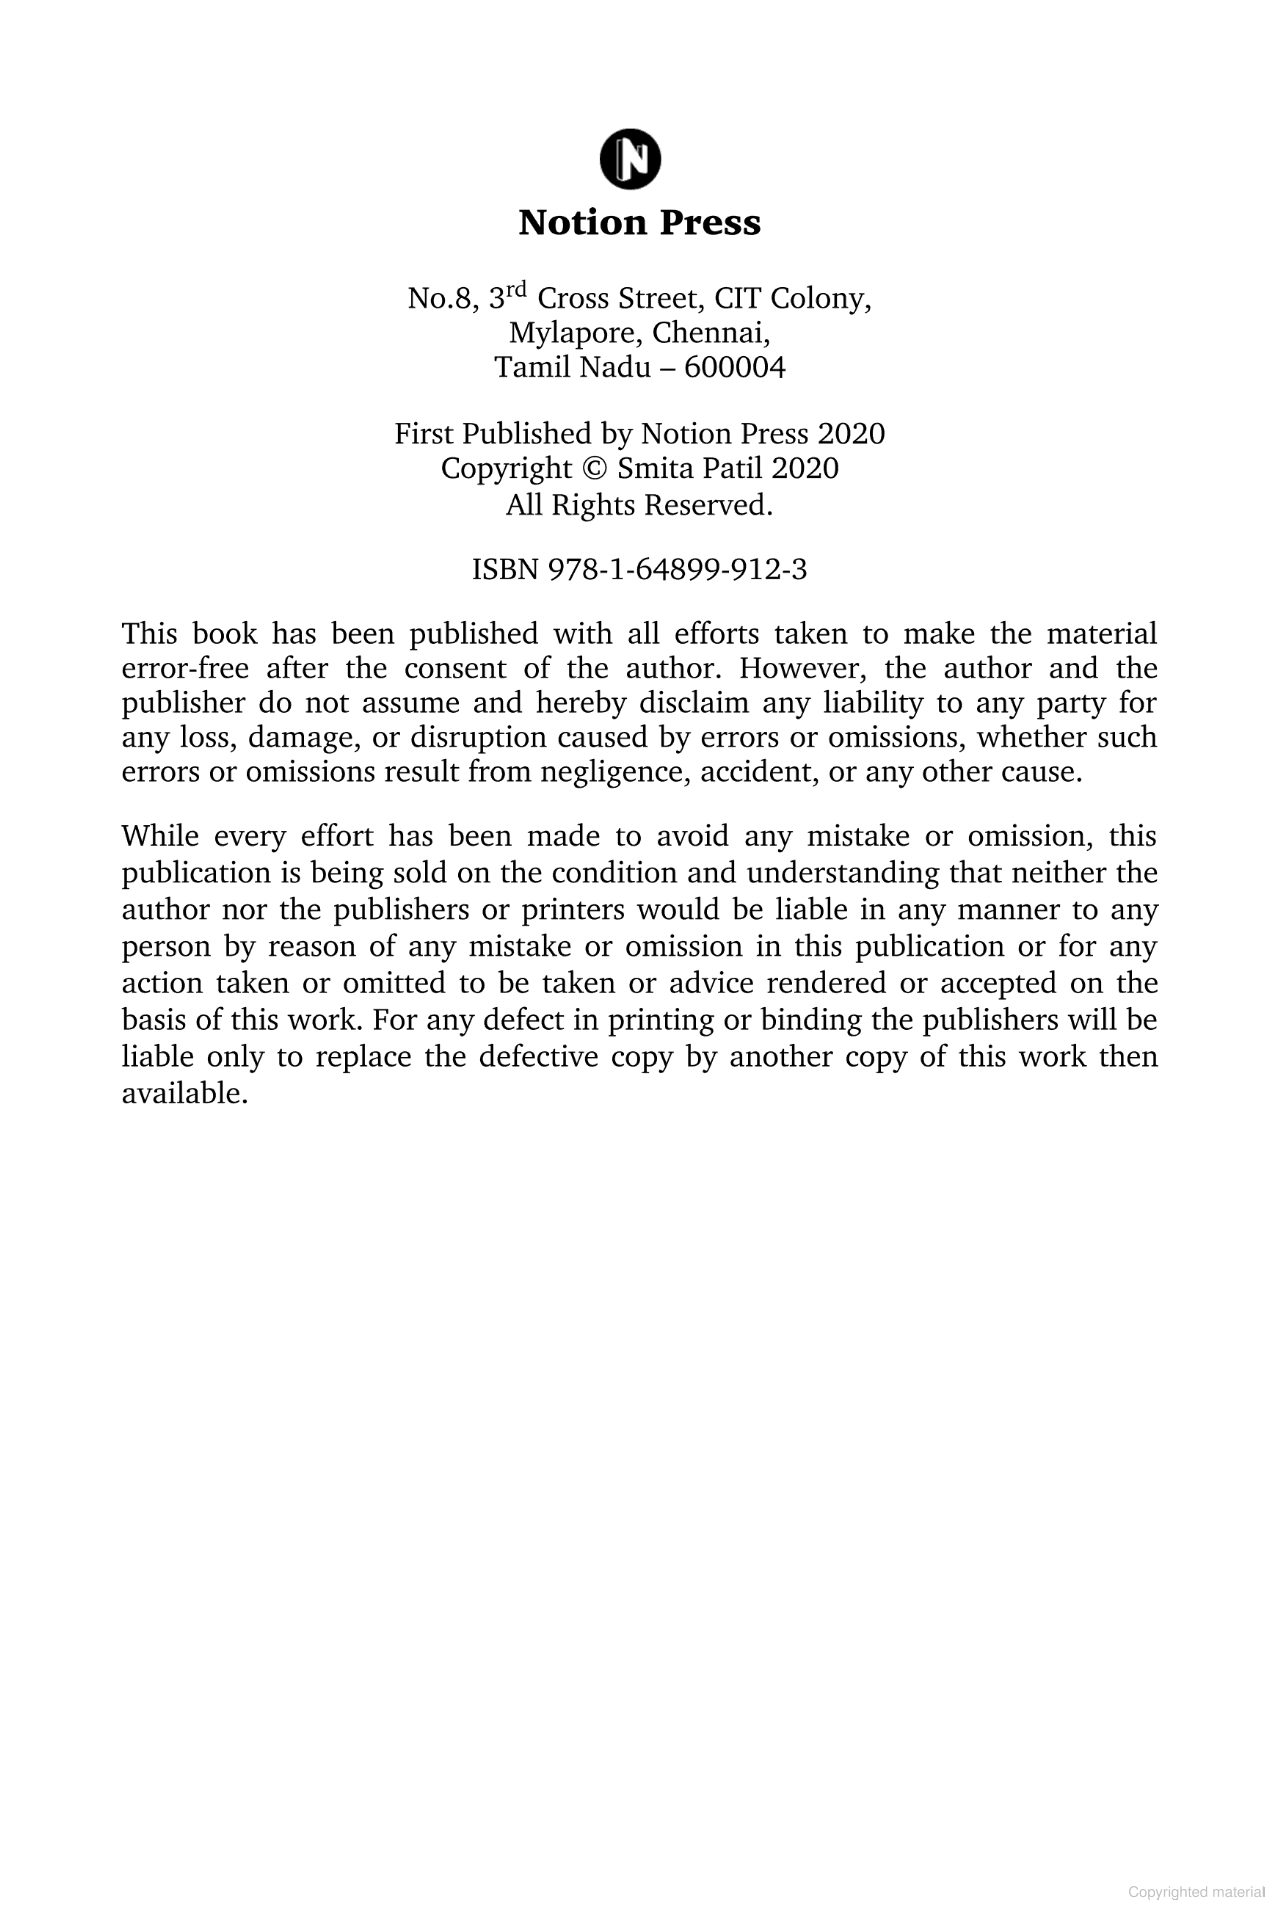 N
Notion Press
No.8, 3rd Cross Street, CIT Colony,
Mylapore, Chennai,
Tamil Nadu – 600004
First Published by Notion Press 2020
Copyright © Smita Patil 2020
All Rights Reserved.
ISBN 978-1-64899-912-3
This book has been published with all efforts taken to make the material
error-free after the consent of the author. However, the author and the
publisher do not assume and hereby disclaim any liability to any party for
any loss, damage, or disruption caused by errors or omissions, whether such
errors or omissions result from negligence, accident, or any other cause.
While every effort has been made to avoid any mistake or omission, this
publication is being sold on the condition and understanding that neither the
author nor the publishers or printers would be liable in any manner to any
person by reason of any mistake or omission in this publication or for any
action taken or omitted to be taken or advice rendered or accepted on the
basis of this work. For any defect in printing or binding the publishers will be
liable only to replace the defective copy by another copy of this work then
available.
Copyrighted material